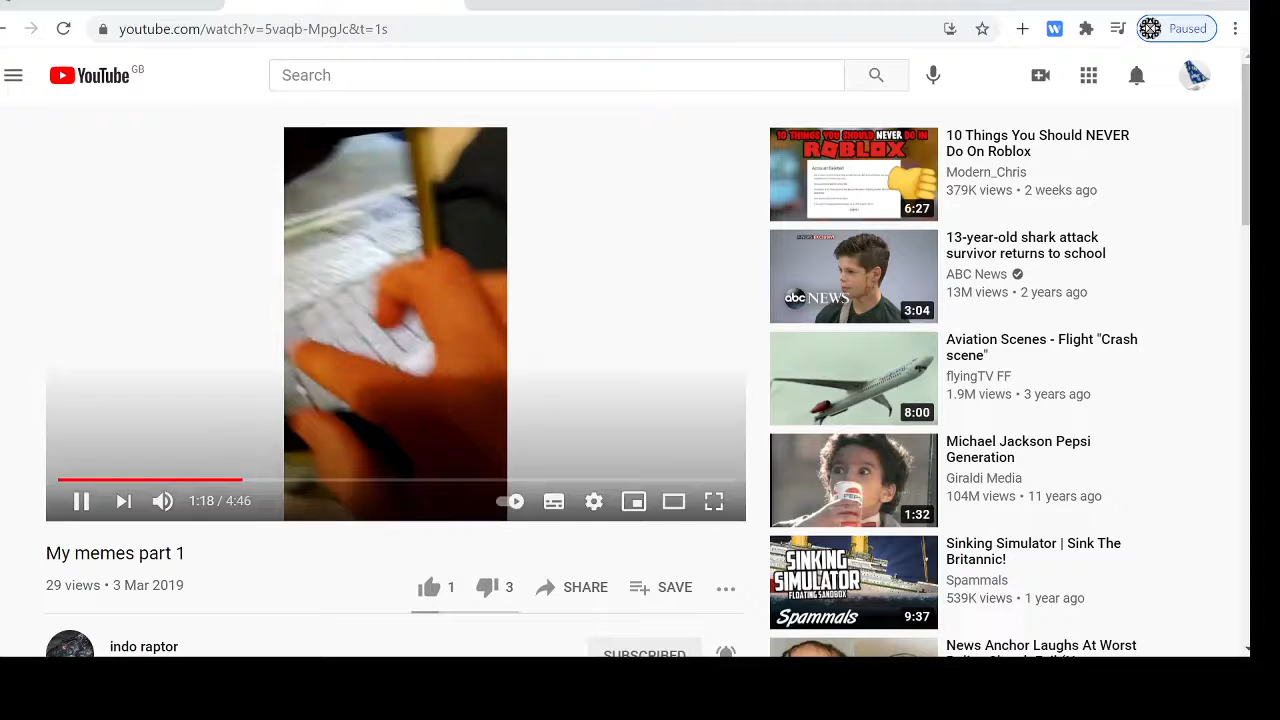 youtube.com/watch?v=5vaqb-MpgJc&t=1s
Paused
YouTube GB
Search
1:18 / 4:46
My memes part 1
29 views • 3 Mar 2019
1
3
SHARE
SAVE
indo raptor
SUBSCRIBED
10 THINGS YOU SHOULD NEVER DO IN
ROBLOX
6:27
10 Things You Should NEVER
Do On Roblox
Modern_Chris
379K views • 2 weeks ago
abc NEWS
3:04
13-year-old shark attack
survivor returns to school
ABC News
13M views • 2 years ago
8:00
Aviation Scenes - Flight "Crash
scene"
flyingTV FF
1.9M views • 3 years ago
1:32
Michael Jackson Pepsi
Generation
Giraldi Media
104M views • 11 years ago
SINKING
SIMULATOR
FLOATING SANDBOX
Spammals
9:37
Sinking Simulator | Sink The
Britannic!
Spammals
539K views • 1 year ago
News Anchor Laughs At Worst